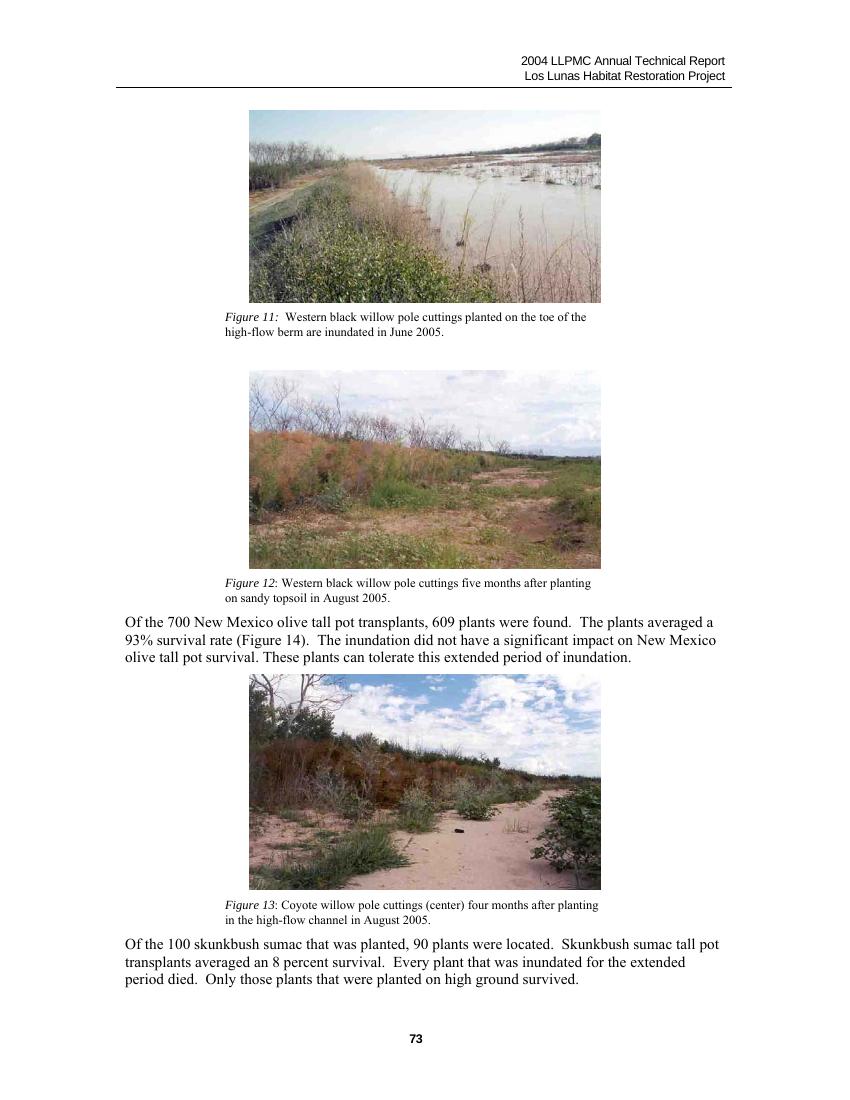 2004 LLPMC Annual Technical Report
Los Lunas Habitat Restoration Project
Figure 11:  Western black willow pole cuttings planted on the toe of the
high-flow berm are inundated in June 2005.
Figure 12: Western black willow pole cuttings five months after planting
on sandy topsoil in August 2005.
Of the 700 New Mexico olive tall pot transplants, 609 plants were found.  The plants averaged a
93% survival rate (Figure 14).  The inundation did not have a significant impact on New Mexico
olive tall pot survival. These plants can tolerate this extended period of inundation.
Figure 13: Coyote willow pole cuttings (center) four months after planting
in the high-flow channel in August 2005.
Of the 100 skunkbush sumac that was planted, 90 plants were located.  Skunkbush sumac tall pot
transplants averaged an 8 percent survival.  Every plant that was inundated for the extended
period died.  Only those plants that were planted on high ground survived.
73